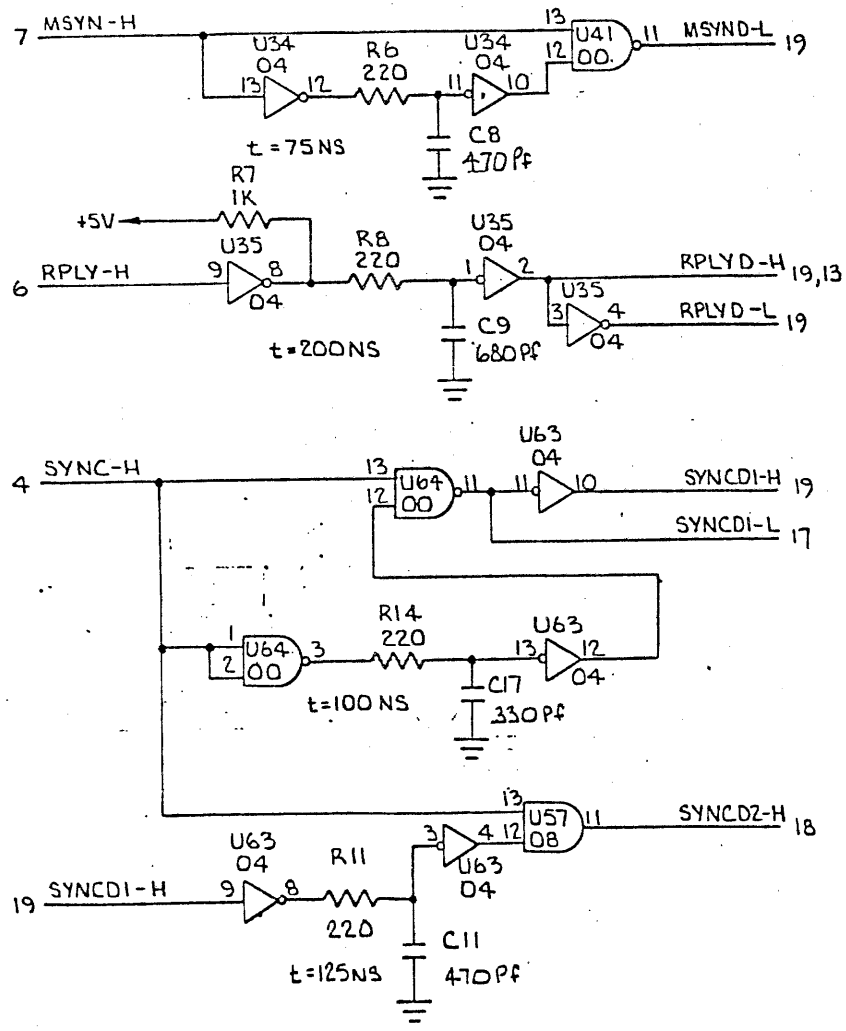 7 MSYN-H
13
U41
00
11 MSYND-L 19
12
U34
04
13
12
R6
220
U34
04
11
10
t=75NS
C8
470Pf
R7
1K
+5V
6 RPLY-H
9
U35
8
04
R8
220
U35
04
1
2
RPLYD-H 19,13
U35
3
4
04
RPLYD-L 19
t=200NS
C9
680Pf
4 SYNC-H
13
12
U64
00
11
U63
04
11
10
SYNCD1-H 19
SYNCD1-L 17
1
2
U64
00
3
R14
220
U63
13
12
04
t=100NS
C17
330Pf
13
12
U57
08
11
SYNCD2-H 18
19 SYNCD1-H
9
U63
04
8
R11
220
3
4
U63
04
t=125NS
C11
470Pf